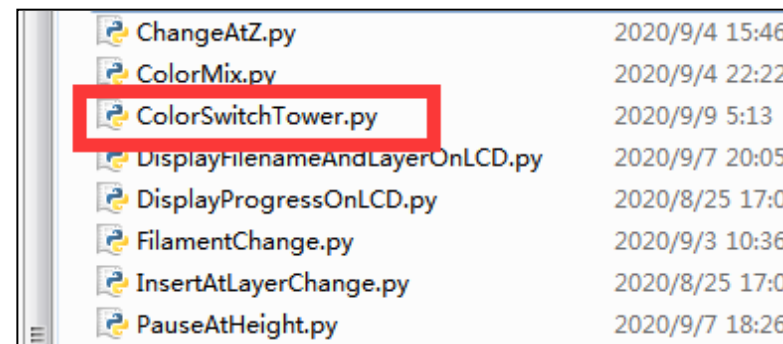 ChangeAtZ.py 2020/9/4 15:46
ColorMix.py 2020/9/4 22:22
ColorSwitchTower.py 2020/9/9 5:13
DisplayFilenameAndLayerOnLCD.py 2020/9/7 20:05
DisplayProgressOnLCD.py 2020/8/25 17:0
FilamentChange.py 2020/9/3 10:36
InsertAtLayerChange.py 2020/8/25 17:0
PauseAtHeight.py 2020/9/7 18:26